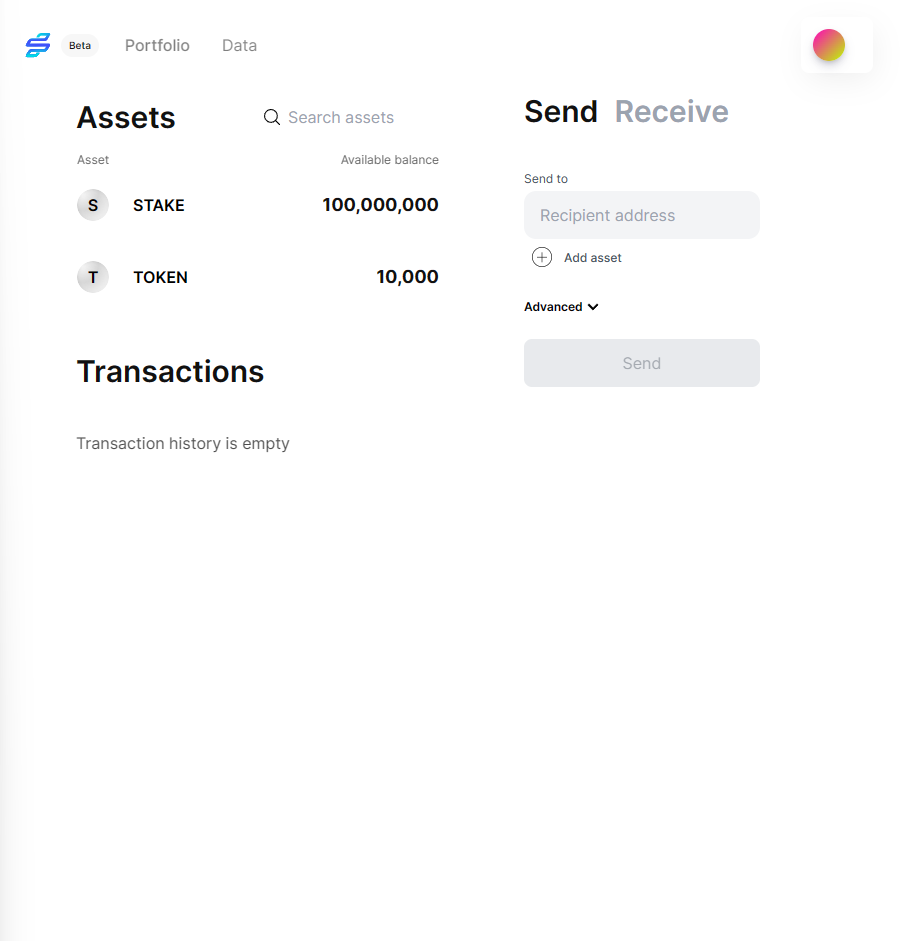 Beta Portfolio Data
Assets
Search assets
Asset Available balance
S STAKE 100,000,000
T TOKEN 10,000
Transactions
Transaction history is empty
Send Receive
Send to
Recipient address
Add asset
Advanced
Send